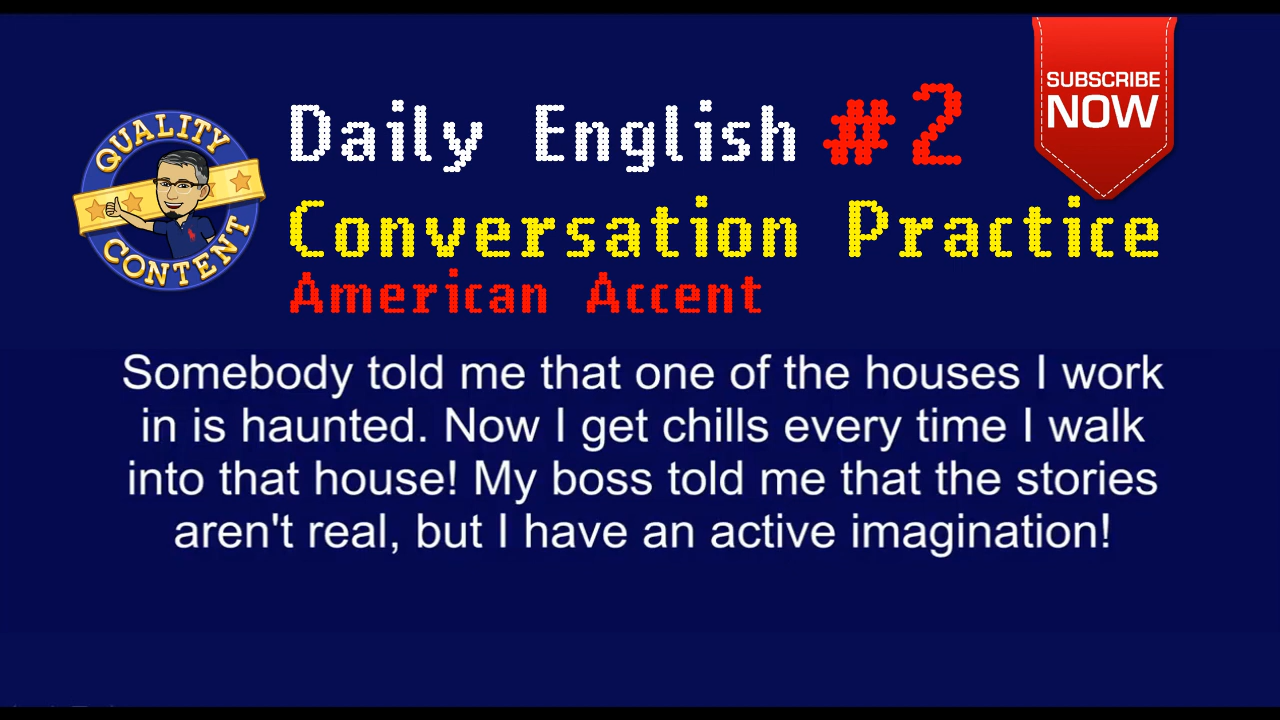 SUBSCRIBE
NOW
QUALITY
CONTENT
Daily English #2
Conversation Practice
American Accent
Somebody told me that one of the houses I work
in is haunted. Now I get chills every time I walk
into that house! My boss told me that the stories
aren't real, but I have an active imagination!